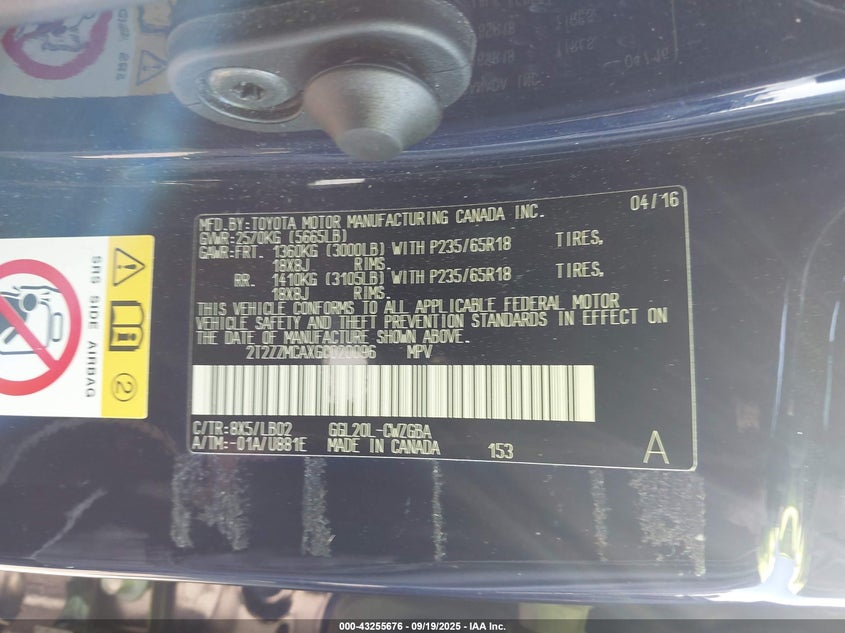 MFD.BY:TOYOTA MOTOR MANUFACTURING CANADA INC. 04/16
GVWR:2570KG (5665LB)
GAWR:FRT. 1360KG (3000LB) WITH P235/65R18 TIRES,
18X8J RIMS.
RR. 1410KG (3105LB) WITH P235/65R18 TIRES,
18X8J RIMS.
THIS VEHICLE CONFORMS TO ALL APPLICABLE FEDERAL MOTOR
VEHICLE SAFETY AND THEFT PREVENTION STANDARDS IN EFFECT ON
THE DATE OF MANUFACTURE SHOWN ABOVE.
2T2ZZMCAXGC020096 MPV
C/TR:8X5/LB02 GGL20L-CWZGBA
A/TM:-01A/U881E MADE IN CANADA 153 A
SRS SIDE AIRBAG
2
000-43255676 - 09/19/2025 - IAA Inc.